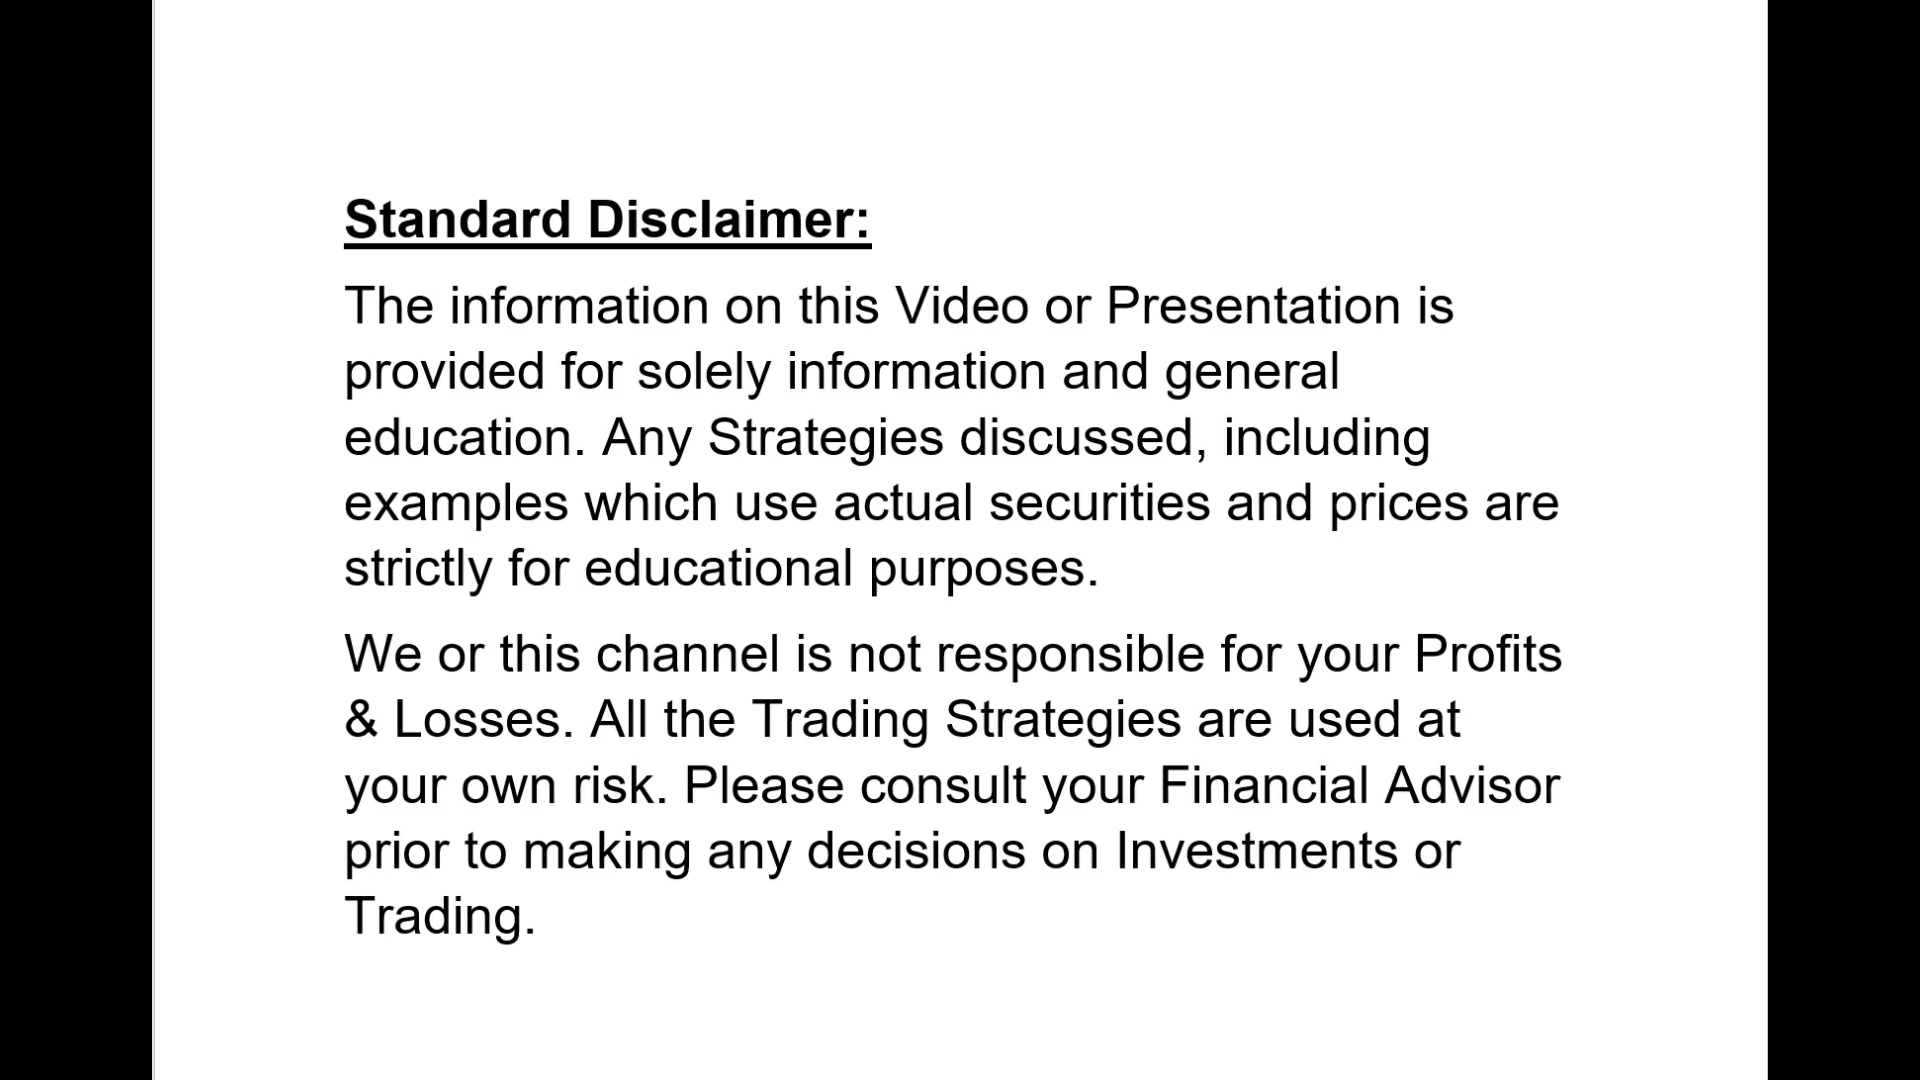 Standard Disclaimer:
The information on this Video or Presentation is
provided for solely information and general
education. Any Strategies discussed, including
examples which use actual securities and prices are
strictly for educational purposes.
We or this channel is not responsible for your Profits
& Losses. All the Trading Strategies are used at
your own risk. Please consult your Financial Advisor
prior to making any decisions on Investments or
Trading.